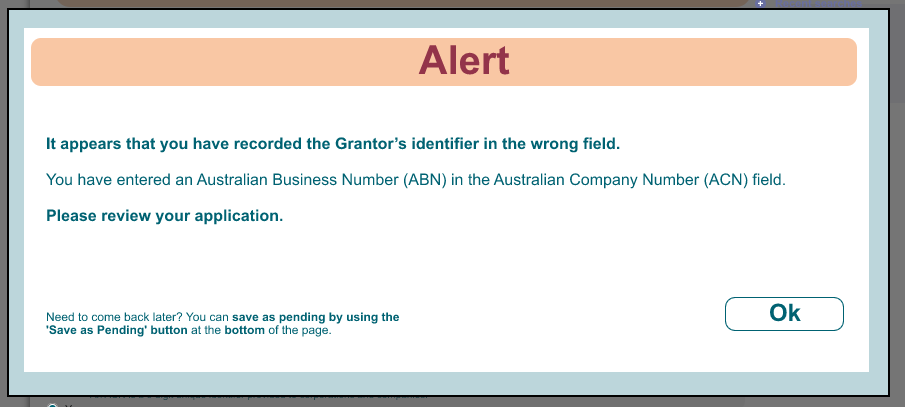 Alert
It appears that you have recorded the Grantor's identifier in the wrong field.
You have entered an Australian Business Number (ABN) in the Australian Company Number (ACN) field.
Please review your application.
Need to come back later? You can save as pending by using the
'Save as Pending' button at the bottom of the page.
Ok